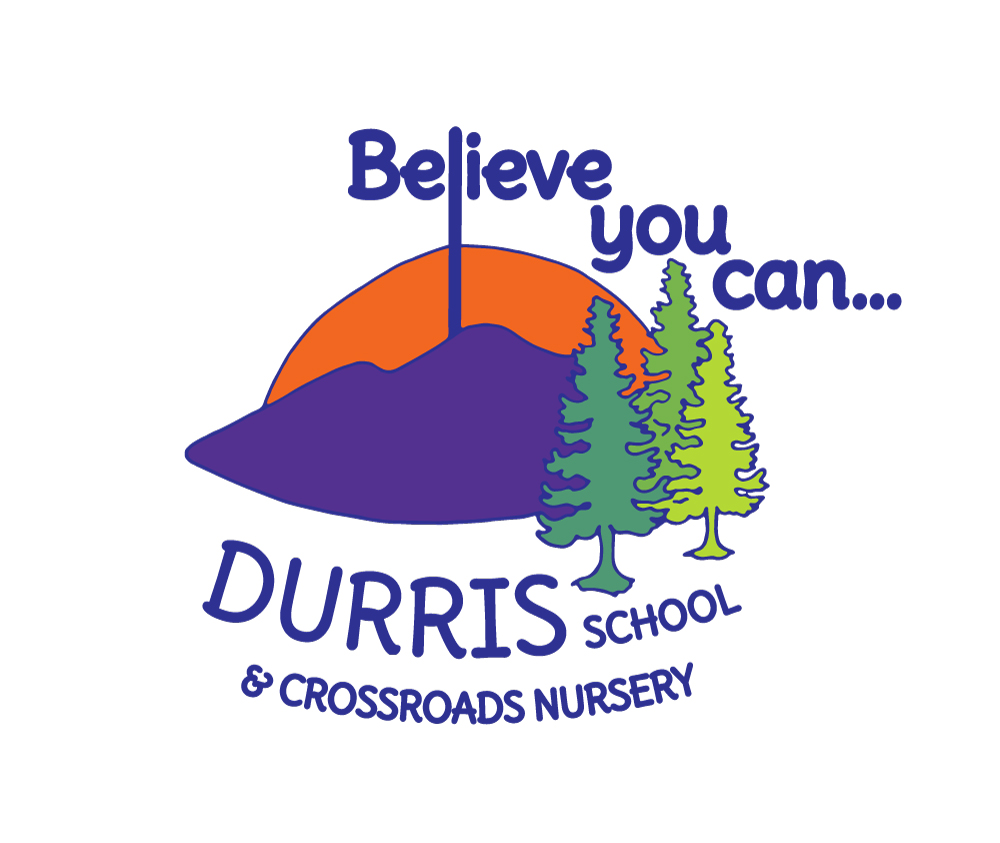 Believe
you
can...
DURRIS SCHOOL
& CROSSROADS NURSERY